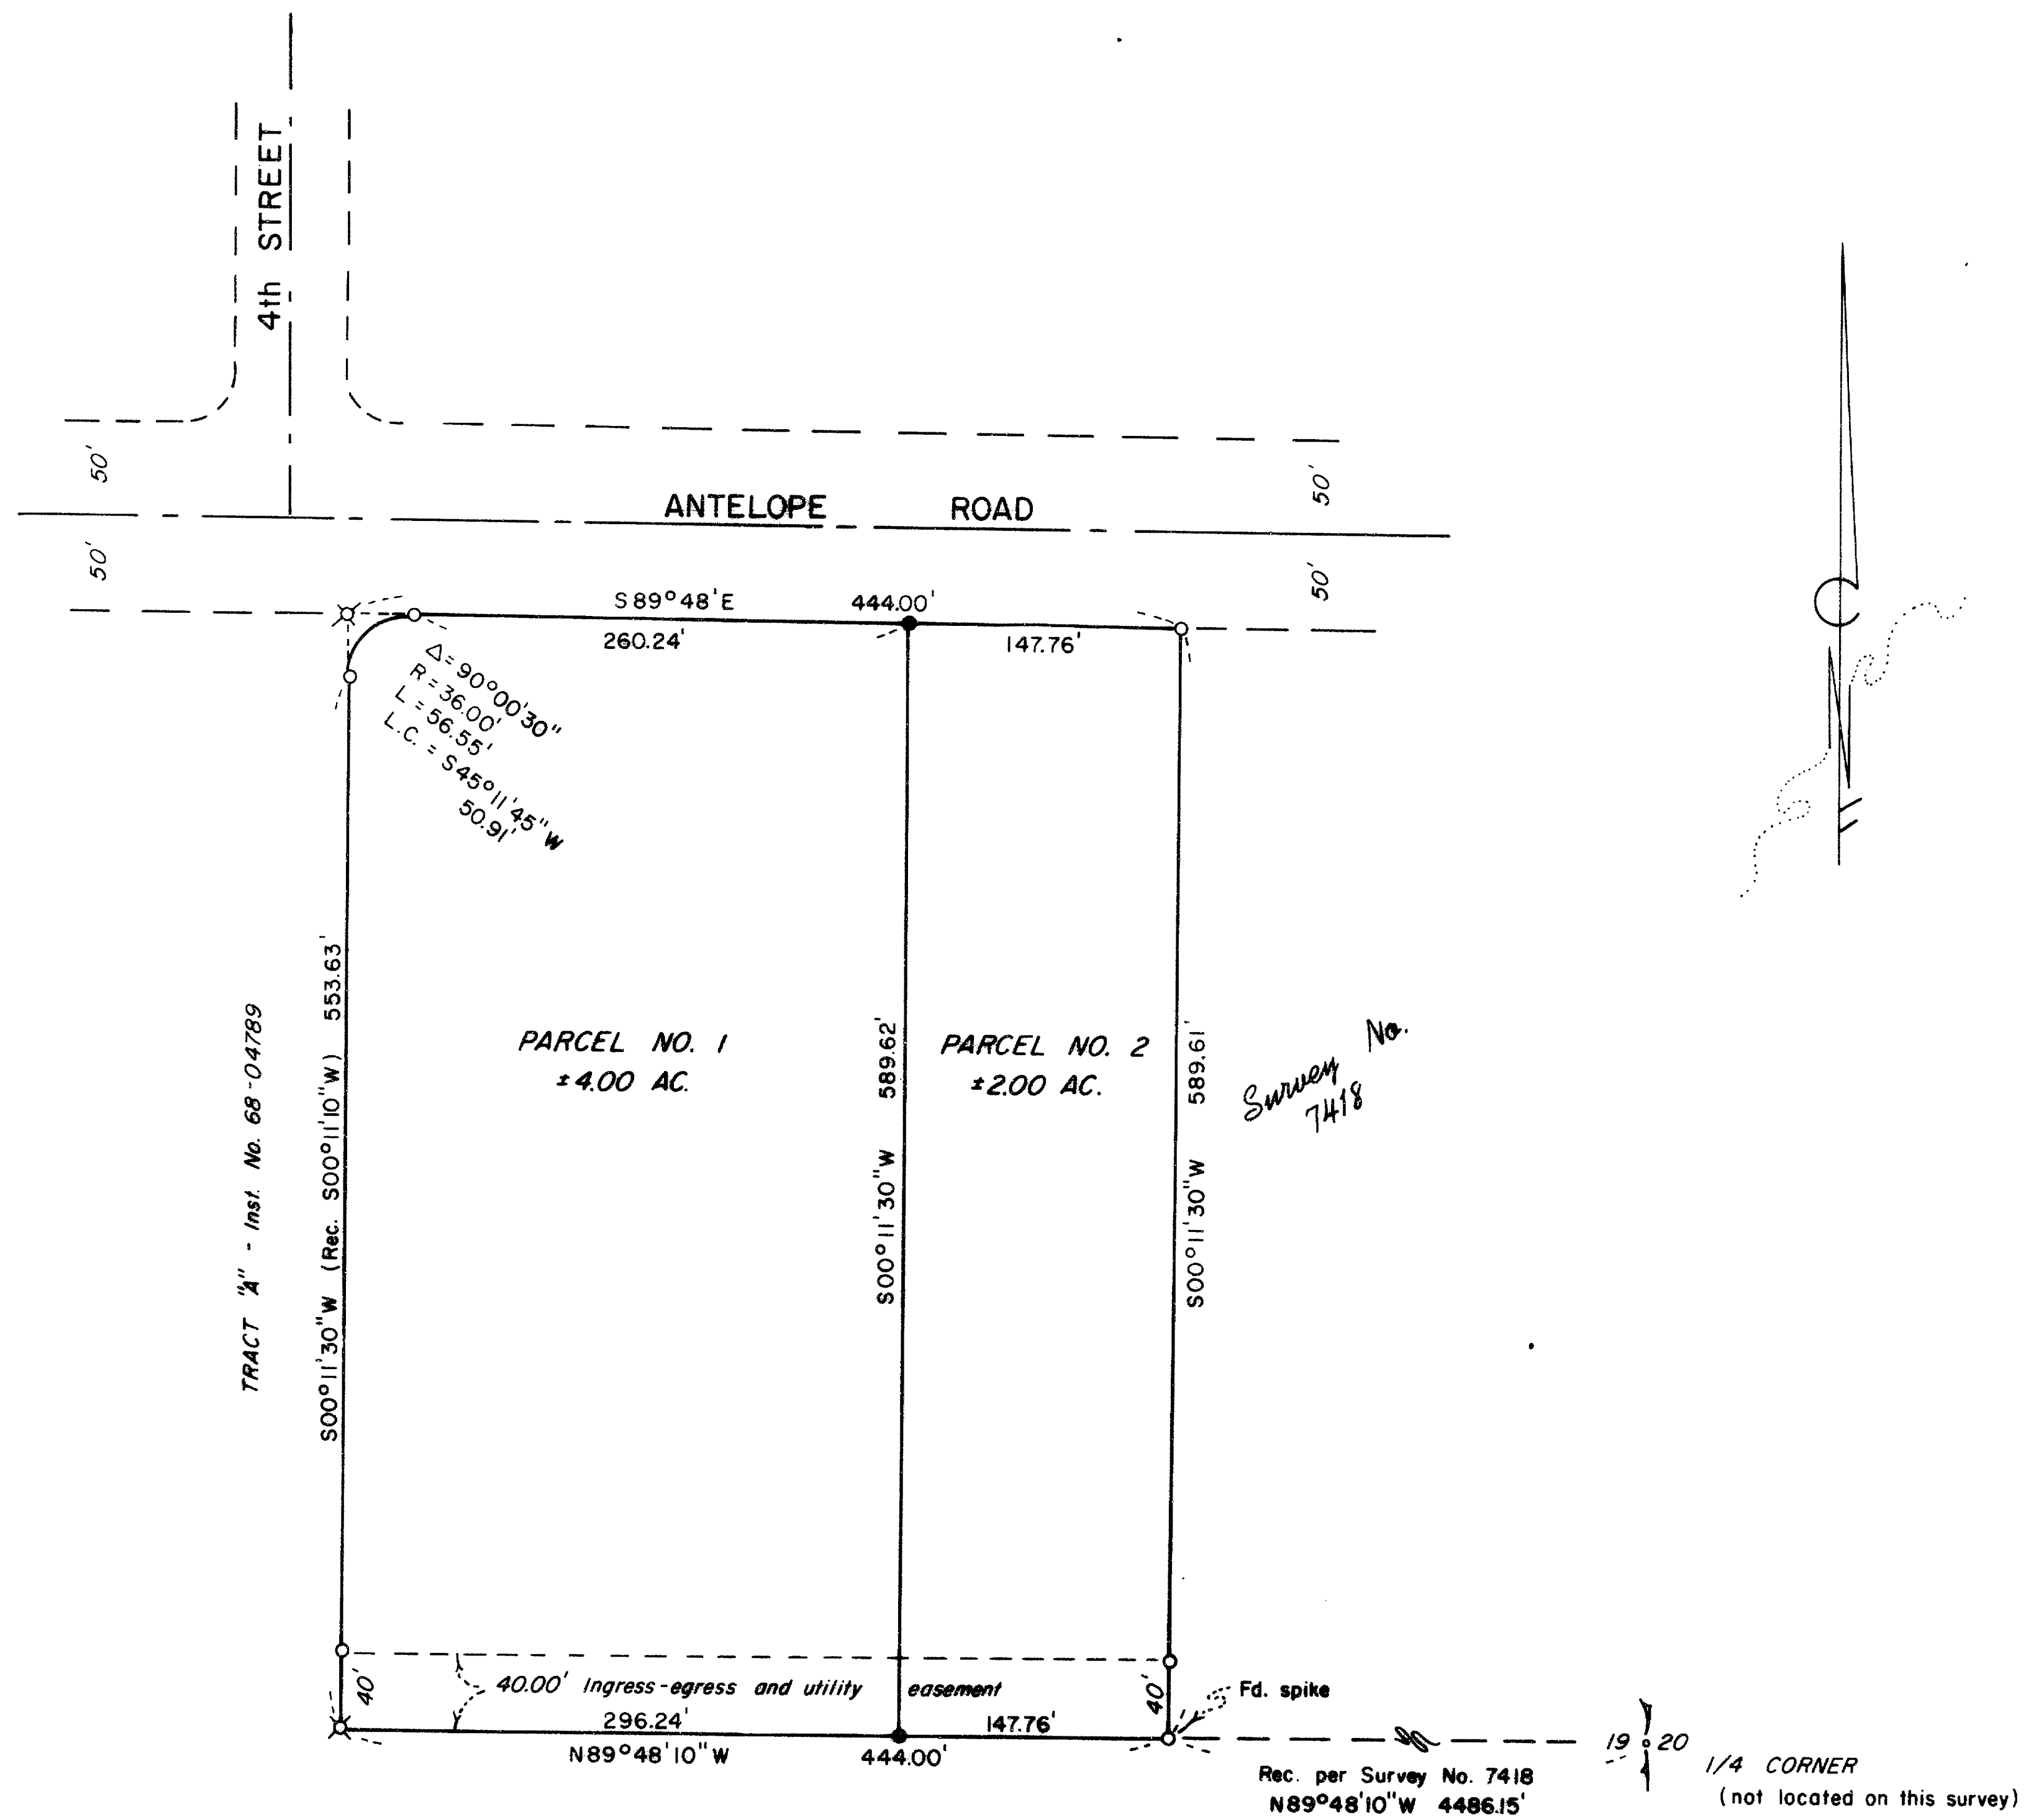 4th STREET
50'
50'
ANTELOPE ROAD
50'
50'
S89°48'E 444.00'
260.24'
147.76'
Δ=90°00'30"
R=36.00'
L=56.55'
L.C. = S45°11'45"W
50.91'
TRACT "A" - Inst. No. 68-04789
S00°11'30"W (Rec. S00°11'10"W) 553.63'
PARCEL NO. 1
±4.00 AC.
S00°11'30"W 589.62'
PARCEL NO. 2
±2.00 AC.
S00°11'30"W 589.61'
Survey No.
7418
N
40'
40.00' Ingress-egress and utility easement
40'
Fd. spike
296.24'
147.76'
N89°48'10"W 444.00'
19 20
1/4 CORNER
(not located on this survey)
Rec. per Survey No. 7418
N89°48'10"W 4486.15'